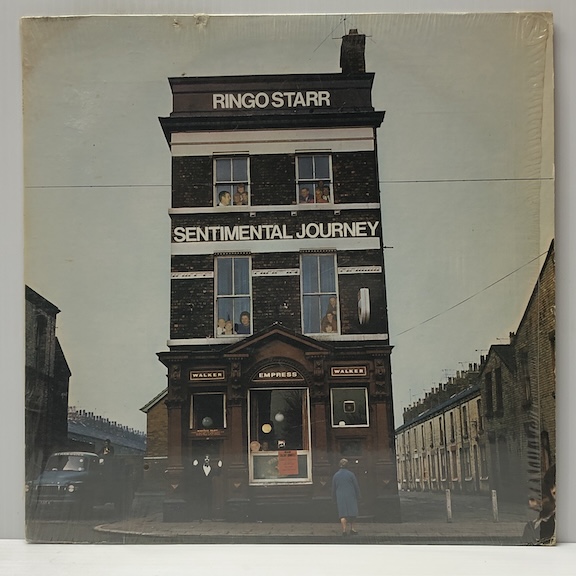 RINGO STARR
SENTIMENTAL JOURNEY
WALKER
EMPRESS
WALKER